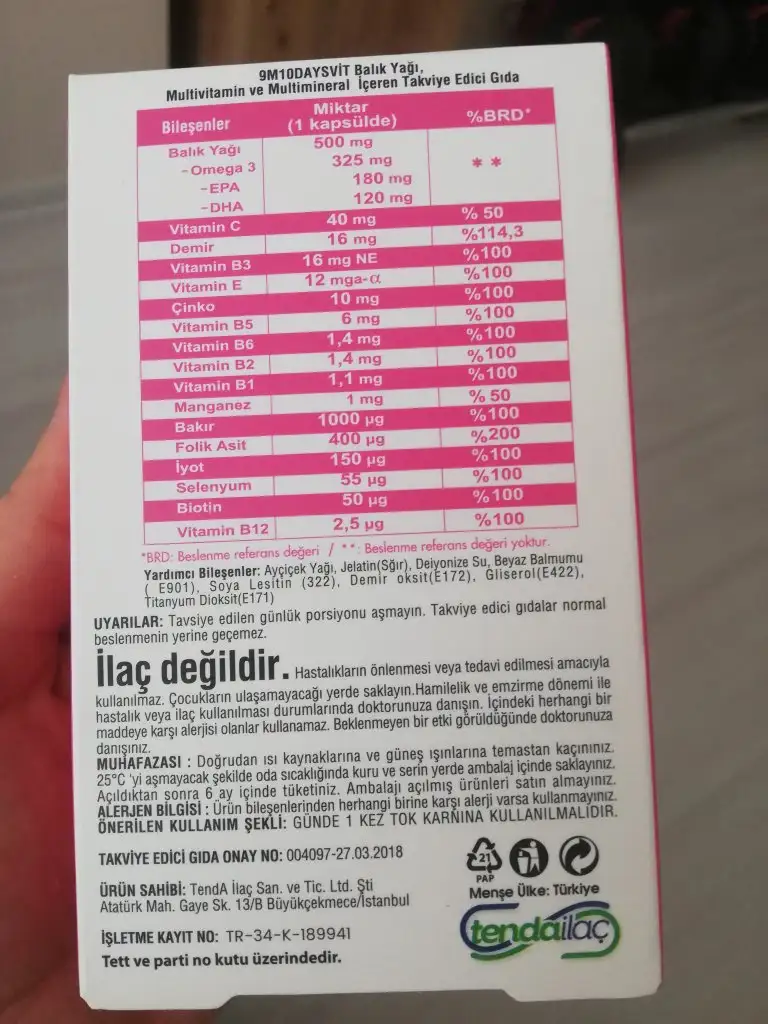 9M10DAYSVİT Balık Yağı,
Multivitamin ve Multimineral İçeren Takviye Edici Gıda
Bileşenler Miktar (1 kapsülde) %BRD*
Balık Yağı 500 mg
-Omega 3 325 mg **
-EPA 180 mg
-DHA 120 mg
Vitamin C 40 mg % 50
Demir 16 mg %114,3
Vitamin B3 16 mg NE %100
Vitamin E 12 mga-α %100
Çinko 10 mg %100
Vitamin B5 6 mg %100
Vitamin B6 1,4 mg %100
Vitamin B2 1,4 mg %100
Vitamin B1 1,1 mg %100
Manganez 1 mg % 50
Bakır 1000 µg %100
Folik Asit 400 µg %200
İyot 150 µg %100
Selenyum 55 µg %100
Biotin 50 µg %100
Vitamin B12 2,5 µg %100
*BRD: Beslenme referans değeri / **: Beslenme referans değeri yoktur.
Yardımcı Bileşenler: Ayçiçek Yağı, Jelatin(Sığır), Deiyonize Su, Beyaz Balmumu
( E901), Soya Lesitin (322), Demir oksit(E172), Gliserol(E422),
Titanyum Dioksit(E171)
UYARILAR: Tavsiye edilen günlük porsiyonu aşmayın. Takviye edici gıdalar normal
beslenmenin yerine geçemez.
İlaç değildir. Hastalıkların önlenmesi veya tedavi edilmesi amacıyla
kullanılmaz. Çocukların ulaşamayacağı yerde saklayın.Hamilelik ve emzirme dönemi ile
hastalık veya ilaç kullanılması durumlarında doktorunuza danışın. İçindeki herhangi bir
maddeye karşı alerjisi olanlar kullanamaz. Beklenmeyen bir etki görüldüğünde doktorunuza
danışınız.
MUHAFAZASI : Doğrudan ısı kaynaklarına ve güneş ışınlarına temastan kaçınınız.
25°C 'yi aşmayacak şekilde oda sıcaklığında kuru ve serin yerde ambalaj içinde saklayınız.
Açıldıktan sonra 6 ay içinde tüketiniz. Ambalajı açılmış ürünleri satın almayınız.
ALERJEN BİLGİSİ : Ürün bileşenlerinden herhangi birine karşı alerji varsa kullanmayınız.
ÖNERİLEN KULLANIM ŞEKLİ: GÜNDE 1 KEZ TOK KARNINA KULLANILMALIDIR.
TAKVİYE EDİCİ GIDA ONAY NO: 004097-27.03.2018
ÜRÜN SAHİBİ: TendA İlaç San. ve Tic. Ltd. Şti
Atatürk Mah. Gaye Sk. 13/B Büyükçekmece/İstanbul
İŞLETME KAYIT NO: TR-34-K-189941
Tett ve parti no kutu üzerindedir.
21
PAP
Menşe Ülke: Türkiye
tendailaç